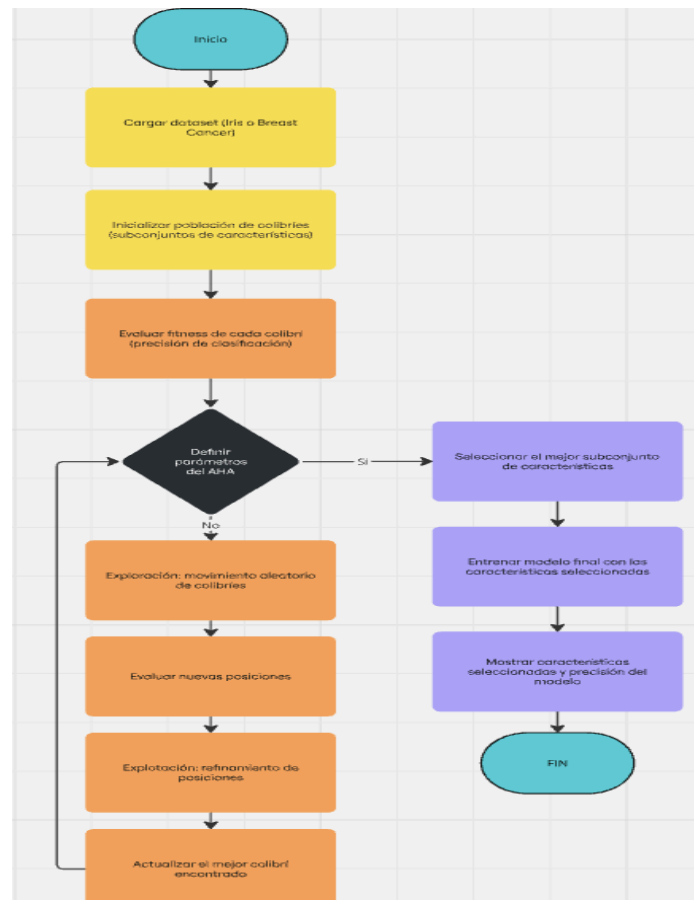 Inicio
Cargar dataset (Iris o Breast
Cancer)
Inicializar población de colibríes
(subconjuntos de características)
Evaluar fitness de cada colibrí
(precisión de clasificación)
Definir
parámetros
del AHA
Si
No
Exploración: movimiento aleatorio
de colibríes
Evaluar nuevas posiciones
Explotación: refinamiento de
posiciones
Actualizar el mejor colibrí
encontrado
Seleccionar el mejor subconjunto
de características
Entrenar modelo final con las
características seleccionadas
Mostrar características
seleccionadas y precisión del
modelo
FIN